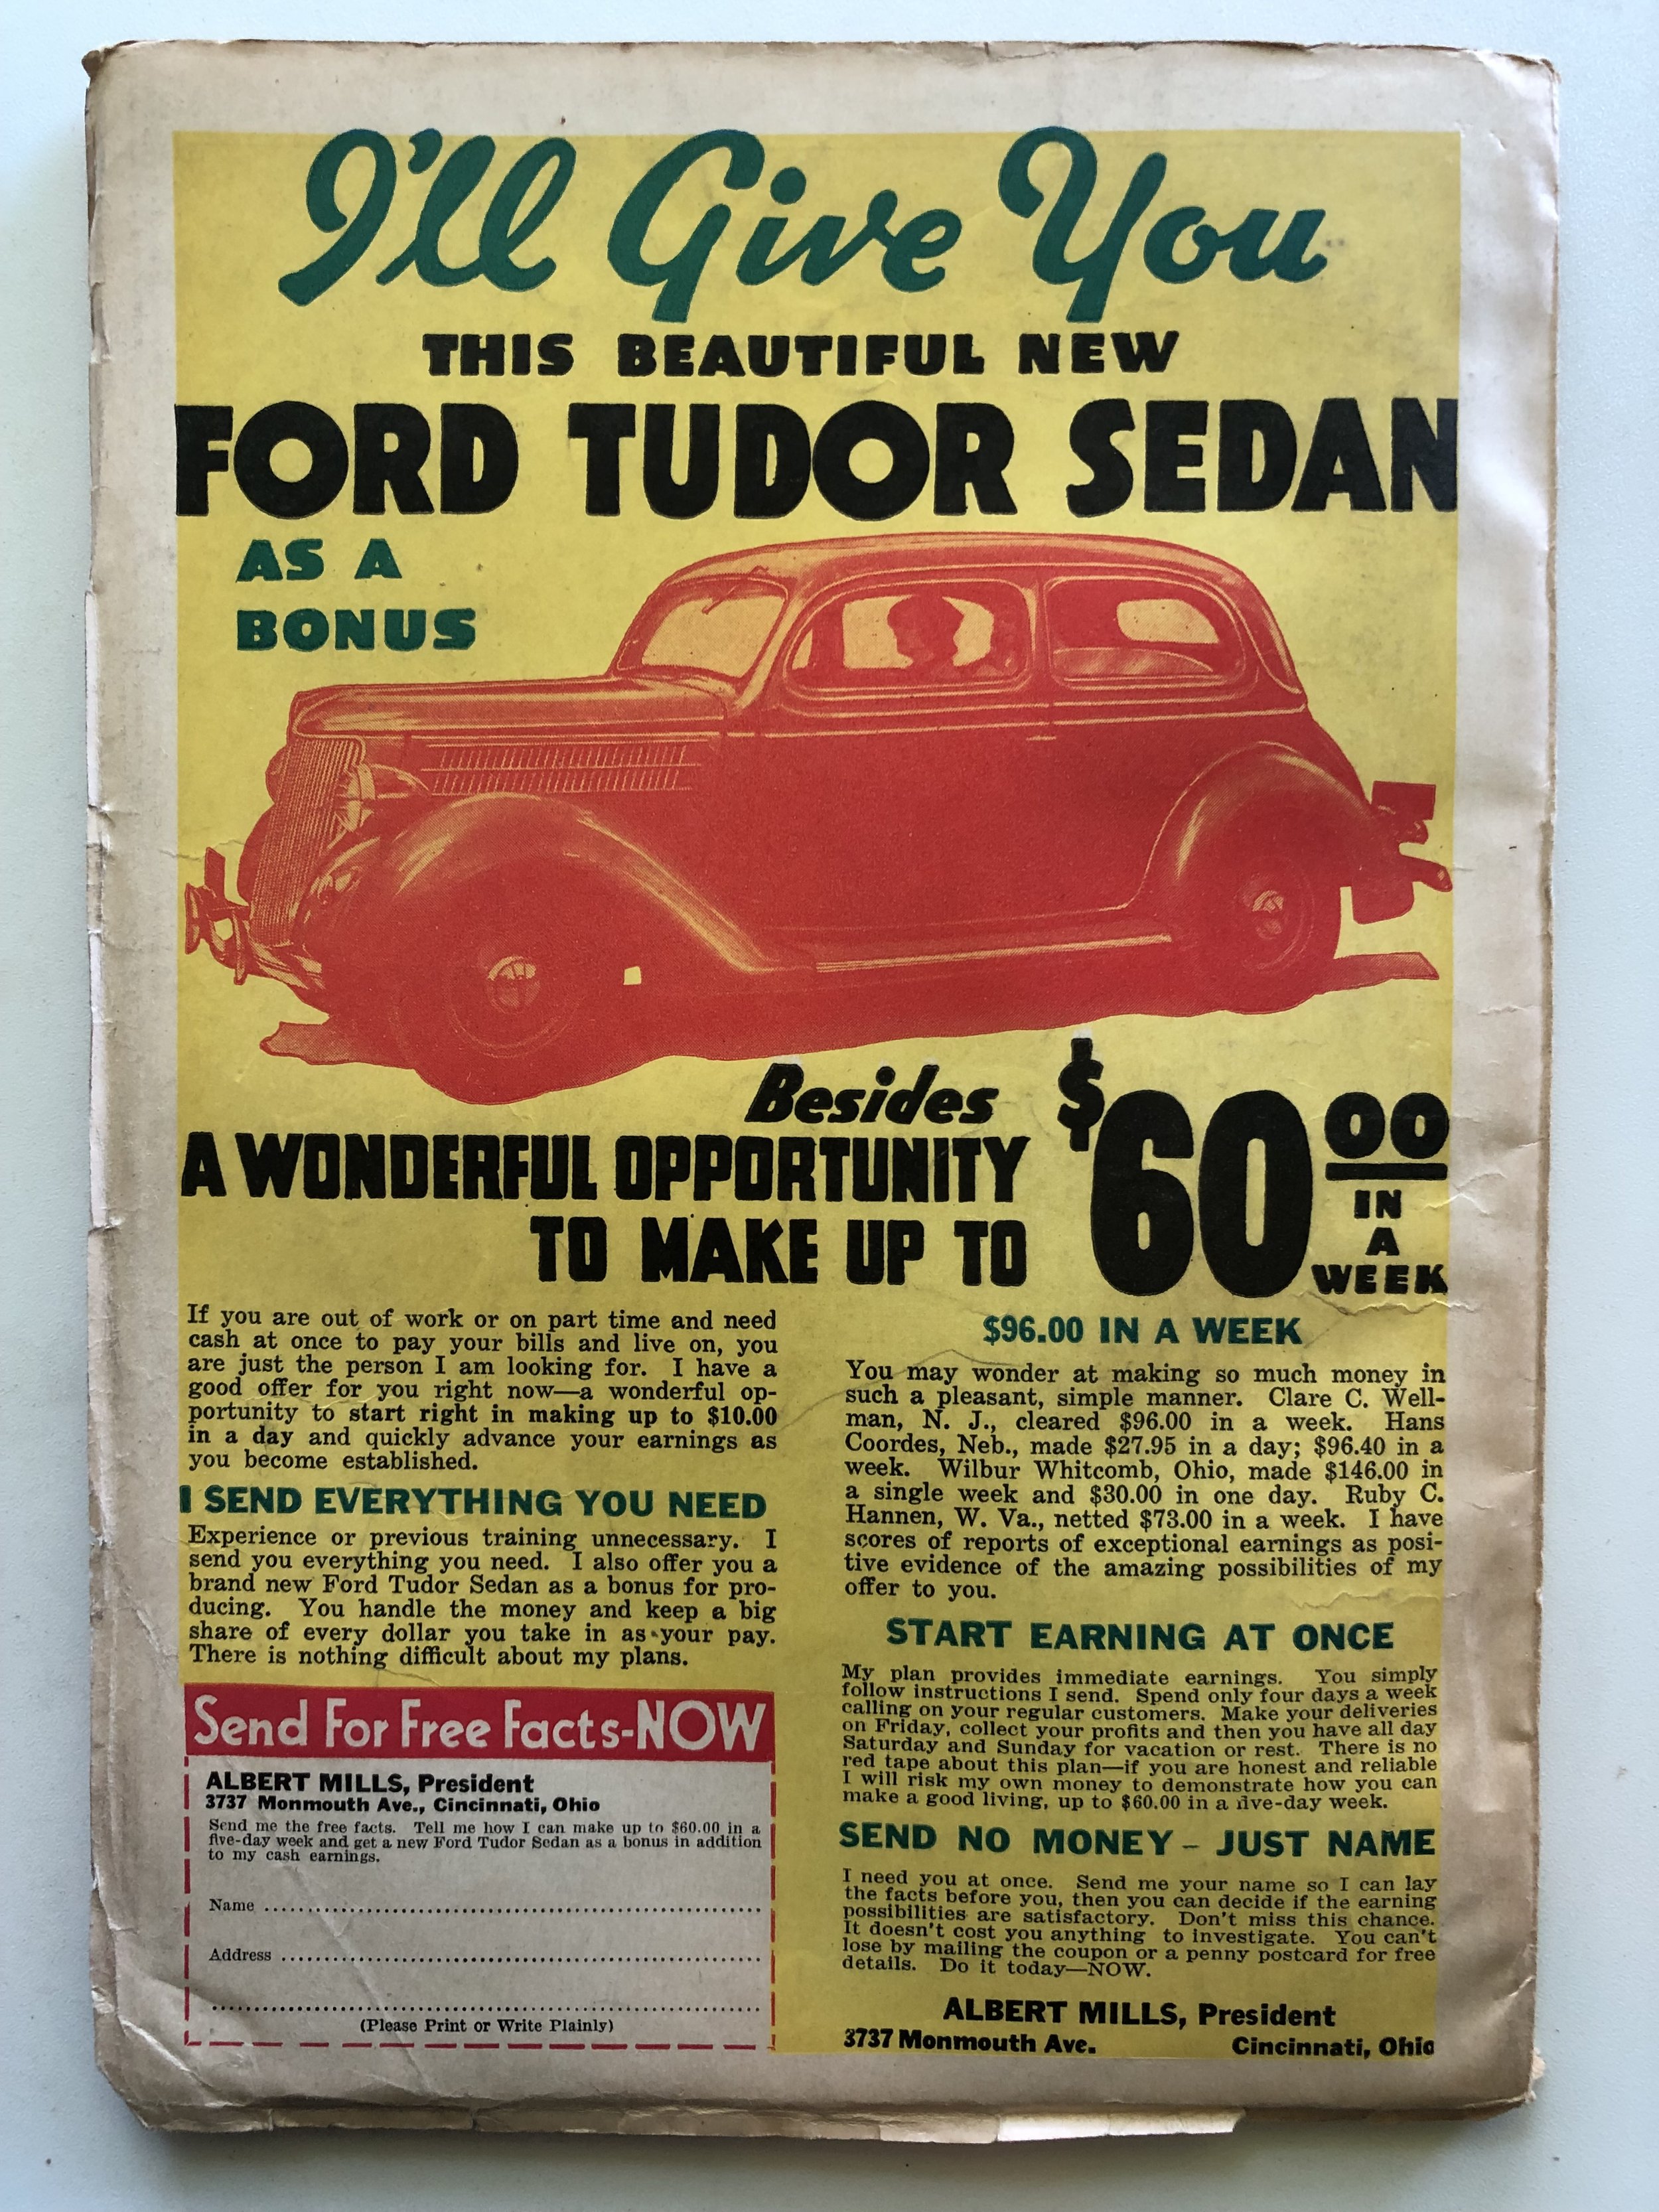 I'll Give You
THIS BEAUTIFUL NEW
FORD TUDOR SEDAN
AS A
BONUS
Besides
A WONDERFUL OPPORTUNITY
TO MAKE UP TO
$60.00
IN
A
WEEK
If you are out of work or on part time and need
cash at once to pay your bills and live on, you
are just the person I am looking for. I have a
good offer for you right now—a wonderful op-
portunity to start right in making up to $10.00
in a day and quickly advance your earnings as
you become established.
I SEND EVERYTHING YOU NEED
Experience or previous training unnecessary. I
send you everything you need. I also offer you a
brand new Ford Tudor Sedan as a bonus for pro-
ducing. You handle the money and keep a big
share of every dollar you take in as your pay.
There is nothing difficult about my plans.
Send For Free Facts-NOW
ALBERT MILLS, President
3737 Monmouth Ave., Cincinnati, Ohio
Send me the free facts. Tell me how I can make up to $60.00 in a
five-day week and get a new Ford Tudor Sedan as a bonus in addition
to my cash earnings.
Name
Address
(Please Print or Write Plainly)
$96.00 IN A WEEK
You may wonder at making so much money in
such a pleasant, simple manner. Clare C. Well-
man, N. J., cleared $96.00 in a week. Hans
Coordes, Neb., made $27.95 in a day; $96.40 in a
week. Wilbur Whitcomb, Ohio, made $146.00 in
a single week and $30.00 in one day. Ruby C.
Hannen, W. Va., netted $73.00 in a week. I have
scores of reports of exceptional earnings as posi-
tive evidence of the amazing possibilities of my
offer to you.
START EARNING AT ONCE
My plan provides immediate earnings. You simply
follow instructions I send. Spend only four days a week
calling on your regular customers. Make your deliveries
on Friday, collect your profits and then you have all day
Saturday and Sunday for vacation or rest. There is no
red tape about this plan—if you are honest and reliable
I will risk my own money to demonstrate how you can
make a good living, up to $60.00 in a five-day week.
SEND NO MONEY – JUST NAME
I need you at once. Send me your name so I can lay
the facts before you, then you can decide if the earning
possibilities are satisfactory. Don't miss this chance.
It doesn't cost you anything to investigate. You can't
lose by mailing the coupon or a penny postcard for free
details. Do it today—NOW.
ALBERT MILLS, President
3737 Monmouth Ave. Cincinnati, Ohio